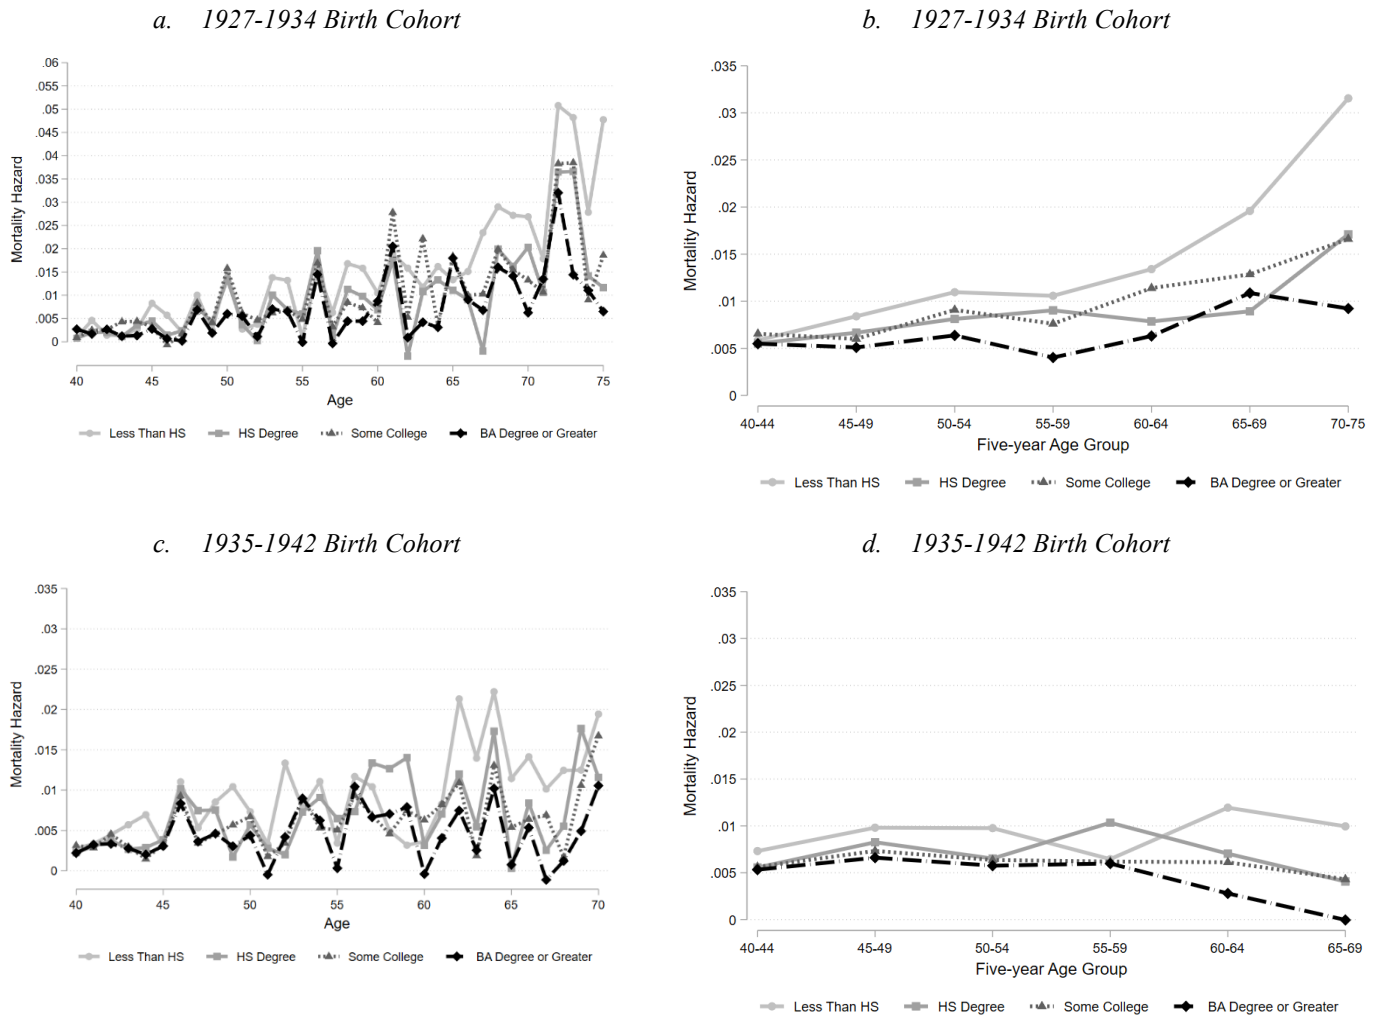 a. 1927-1934 Birth Cohort
.06
.055
.05
.045
.04
.035
.03
.025
.02
.015
.01
.005
0
Mortality Hazard
40 45 50 55 60 65 70 75
Age
Less Than HS HS Degree Some College BA Degree or Greater
b. 1927-1934 Birth Cohort
.035
.03
.025
.02
.015
.01
.005
0
Mortality Hazard
40-44 45-49 50-54 55-59 60-64 65-69 70-75
Five-year Age Group
Less Than HS HS Degree Some College BA Degree or Greater
c. 1935-1942 Birth Cohort
.035
.03
.025
.02
.015
.01
.005
0
Mortality Hazard
40 45 50 55 60 65 70
Age
Less Than HS HS Degree Some College BA Degree or Greater
d. 1935-1942 Birth Cohort
.035
.03
.025
.02
.015
.01
.005
0
Mortality Hazard
40-44 45-49 50-54 55-59 60-64 65-69
Five-year Age Group
Less Than HS HS Degree Some College BA Degree or Greater